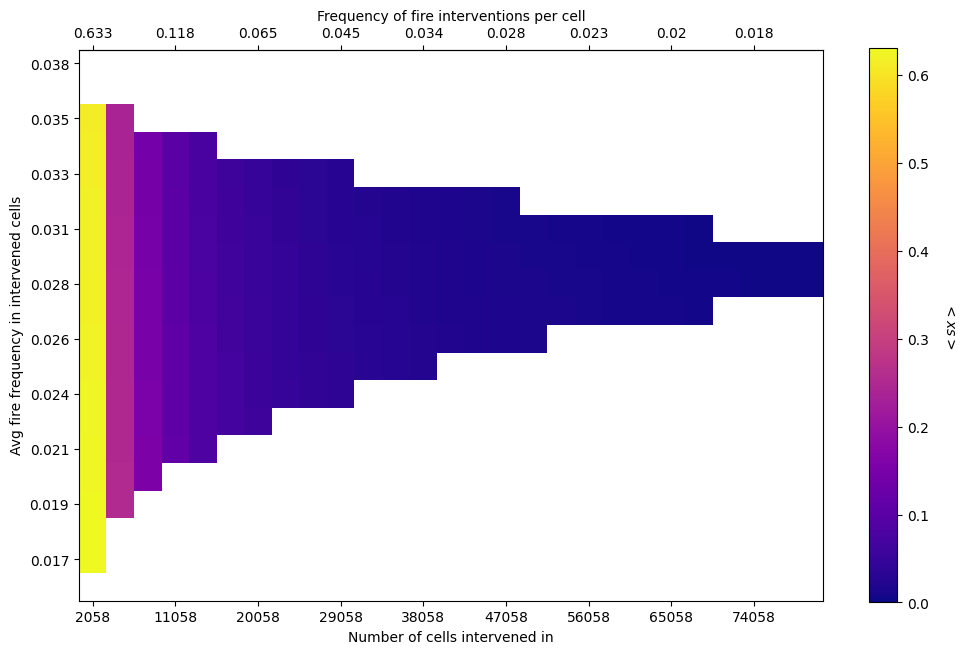 Frequency of fire interventions per cell
0.633 0.118 0.065 0.045 0.034 0.028 0.023 0.02 0.018
Avg fire frequency in intervened cells
0.038
0.035
0.033
0.031
0.028
0.026
0.024
0.021
0.019
0.017
2058 11058 20058 29058 38058 47058 56058 65058 74058
Number of cells intervened in
0.6
0.5
0.4
0.3
0.2
0.1
0.0
< sx >